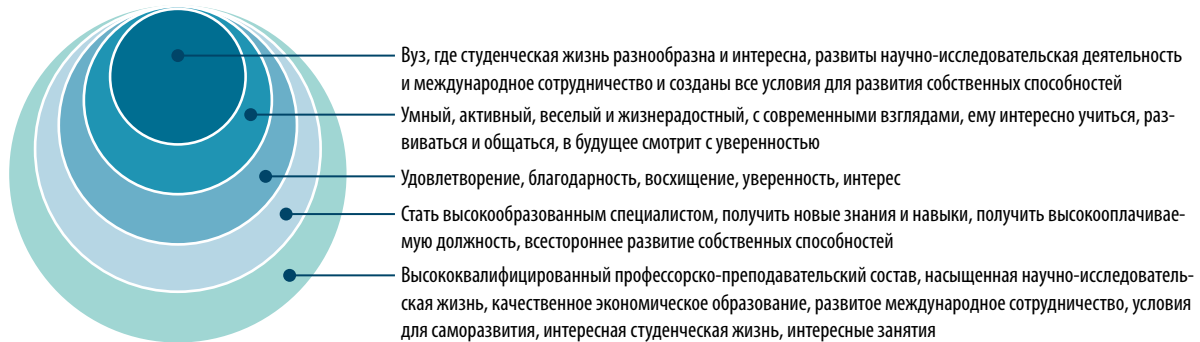 Вуз, где студенческая жизнь разнообразна и интересна, развиты научно-исследовательская деятельность
и международное сотрудничество и созданы все условия для развития собственных способностей
Умный, активный, веселый и жизнерадостный, с современными взглядами, ему интересно учиться, раз-
виваться и общаться, в будущее смотрит с уверенностью
Удовлетворение, благодарность, восхищение, уверенность, интерес
Стать высокообразованным специалистом, получить новые знания и навыки, получить высокооплачивае-
мую должность, всестороннее развитие собственных способностей
Высококвалифицированный профессорско-преподавательский состав, насыщенная научно-исследователь-
ская жизнь, качественное экономическое образование, развитое международное сотрудничество, условия
для саморазвития, интересная студенческая жизнь, интересные занятия